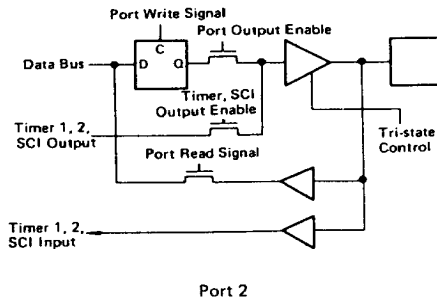 Port Write Signal
Port Output Enable
C
Data Bus
D
Q
Timer, SCI
Output Enable
Timer 1, 2,
SCI Output
Tri-state
Control
Port Read Signal
Timer 1, 2,
SCI Input
Port 2